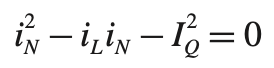 $i_N^2 - i_L i_N - I_Q^2 = 0$